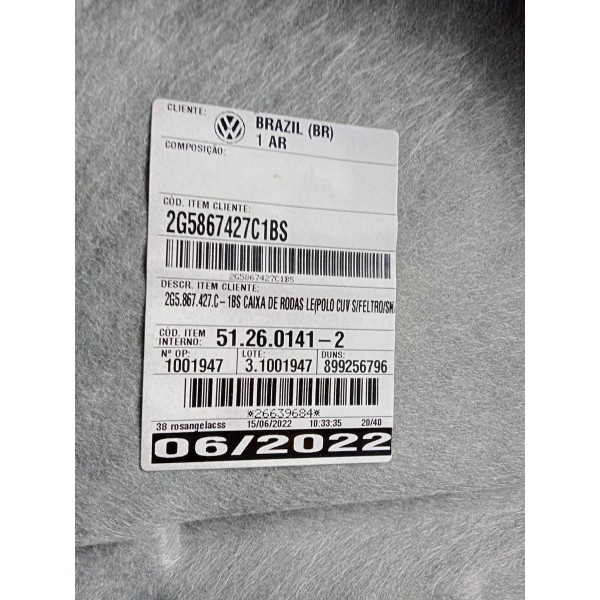 CLIENTE: BRAZIL (BR)
1 AR
COMPOSIÇÃO:
CÓD. ITEM CLIENTE:
2G5867427C1BS
2G5867427C1BS
DESCR. ITEM CLIENTE:
2G5.867.427.C-1BS CAIXA DE RODAS LE(POLO CUV S/FELTRO/SN
CÓD. ITEM INTERNO: 51.26.0141-2
Nº OP: LOTE: DUNS:
1001947 3.1001947 899256796
*26639684*
38 rosangelacss 15/06/2022 10:33:35 20/40
06/2022